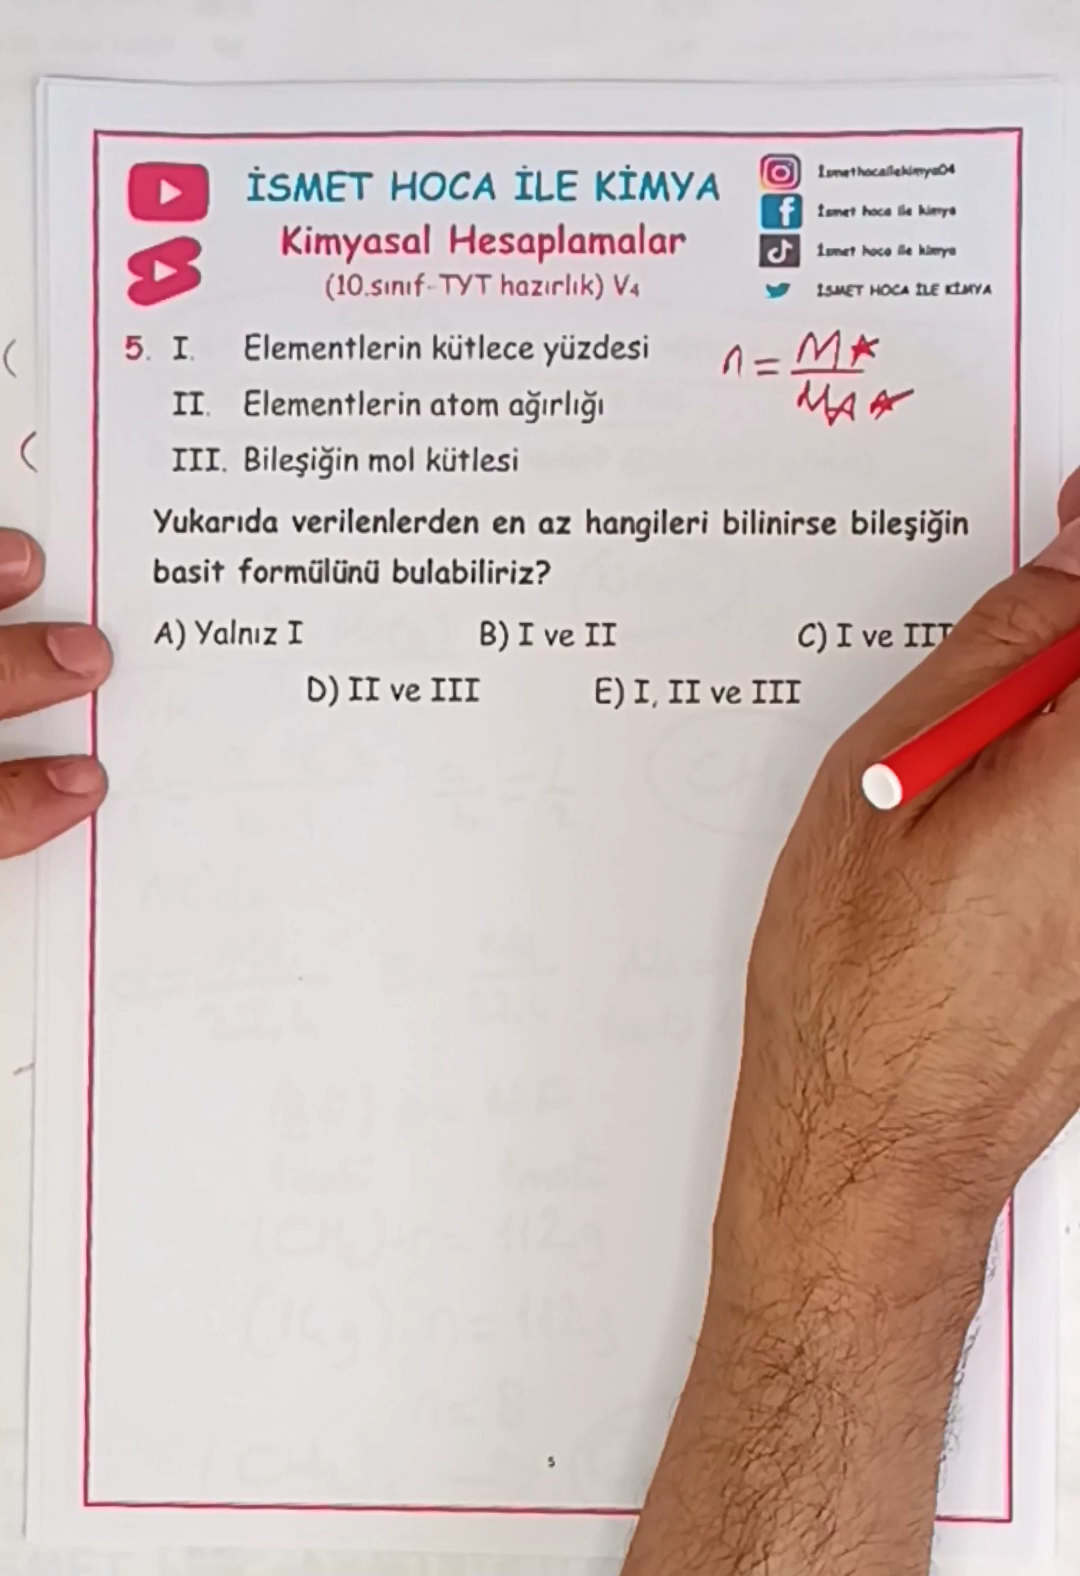 İSMET HOCA İLE KİMYA
Kimyasal Hesaplamalar
(10.sınıf-TYT hazırlık) V4
İsmethocailekimya04
İsmet hoca ile kimya
İsmet hoca ile kimya
İSMET HOCA İLE KİMYA
5. I. Elementlerin kütlece yüzdesi
II. Elementlerin atom ağırlığı
III. Bileşiğin mol kütlesi
n = M / MA
Yukarıda verilenlerden en az hangileri bilinirse bileşiğin
basit formülünü bulabiliriz?
A) Yalnız I B) I ve II C) I ve III
D) II ve III E) I, II ve III
5